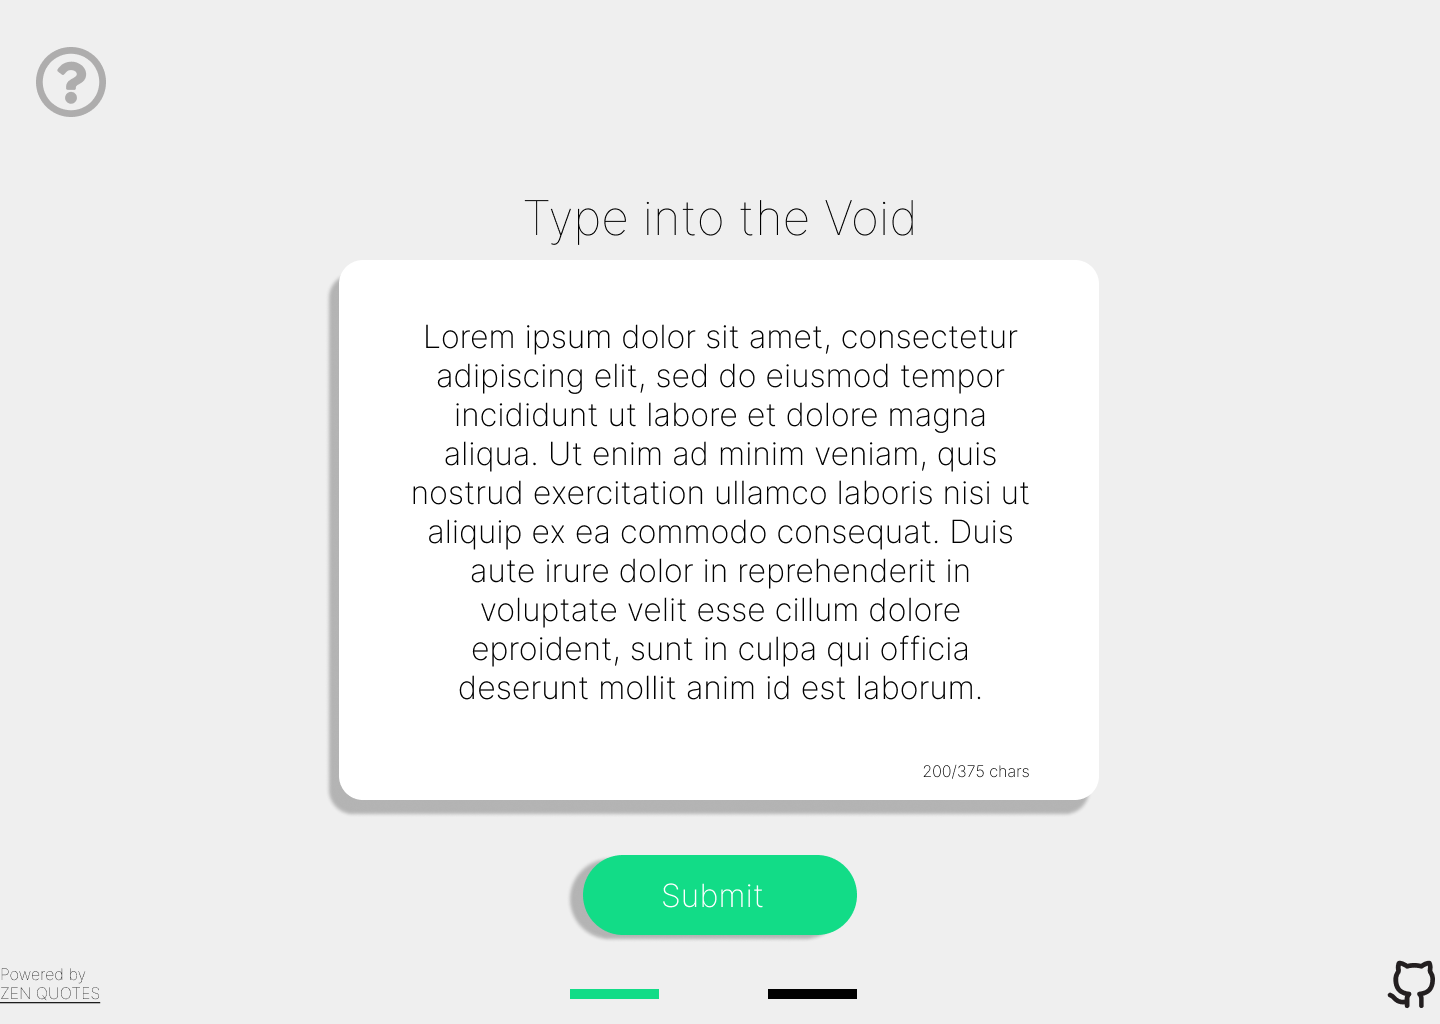 ?
Type into the Void
Lorem ipsum dolor sit amet, consectetur
adipiscing elit, sed do eiusmod tempor
incididunt ut labore et dolore magna
aliqua. Ut enim ad minim veniam, quis
nostrud exercitation ullamco laboris nisi ut
aliquip ex ea commodo consequat. Duis
aute irure dolor in reprehenderit in
voluptate velit esse cillum dolore
eproident, sunt in culpa qui officia
deserunt mollit anim id est laborum.
200/375 chars
Submit
Powered by
ZEN QUOTES